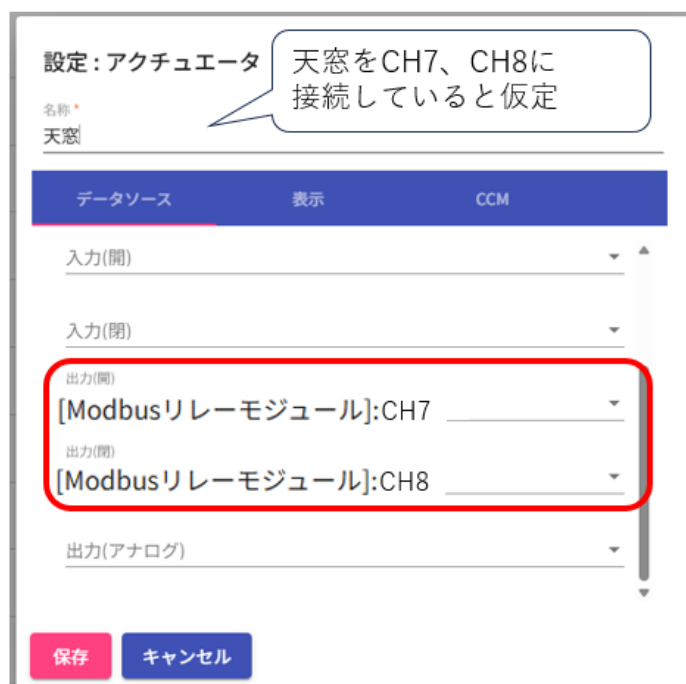 設定 : アクチュエータ
天窓をCH7、CH8に
接続していると仮定
名称 *
天窓
データソース 表示 CCM
入力(開)
入力(閉)
出力(開)
[Modbusリレーモジュール]:CH7
出力(閉)
[Modbusリレーモジュール]:CH8
出力(アナログ)
保存 キャンセル